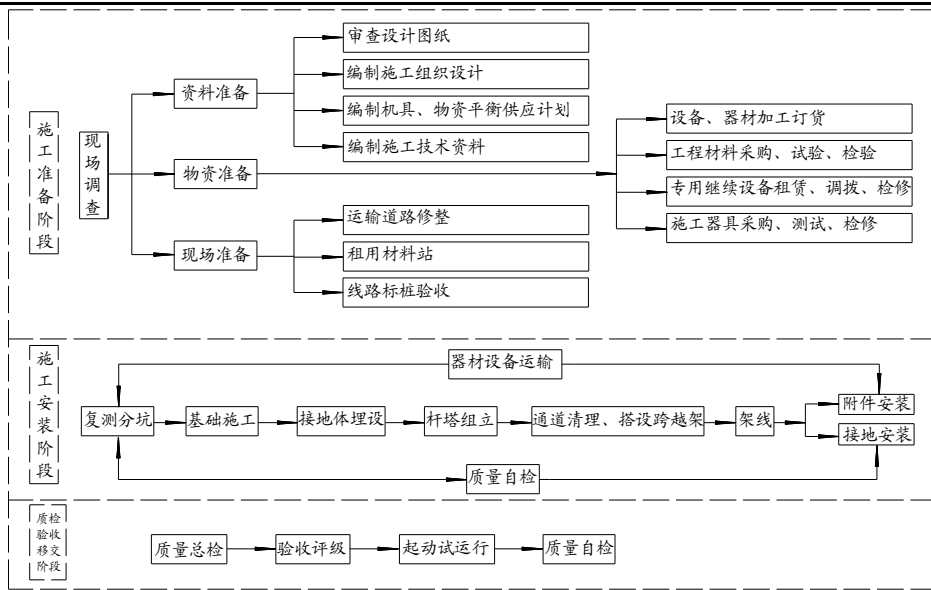 审查设计图纸
编制施工组织设计
资料准备
编制机具、物资平衡供应计划
设备、器材加工订货
施工准备阶段
现场调查
编制施工技术资料
工程材料采购、试验、检验
物资准备
专用继续设备租赁、调拨、检修
运输道路修整
施工器具采购、测试、检修
现场准备
租用材料站
线路标桩验收
施工安装阶段
器材设备运输
复测分坑
基础施工
接地体埋设
杆塔组立
通道清理、搭设跨越架
架线
附件安装
接地安装
质量自检
质检
验收
移交
阶段
质量总检
验收评级
起动试运行
质量自检